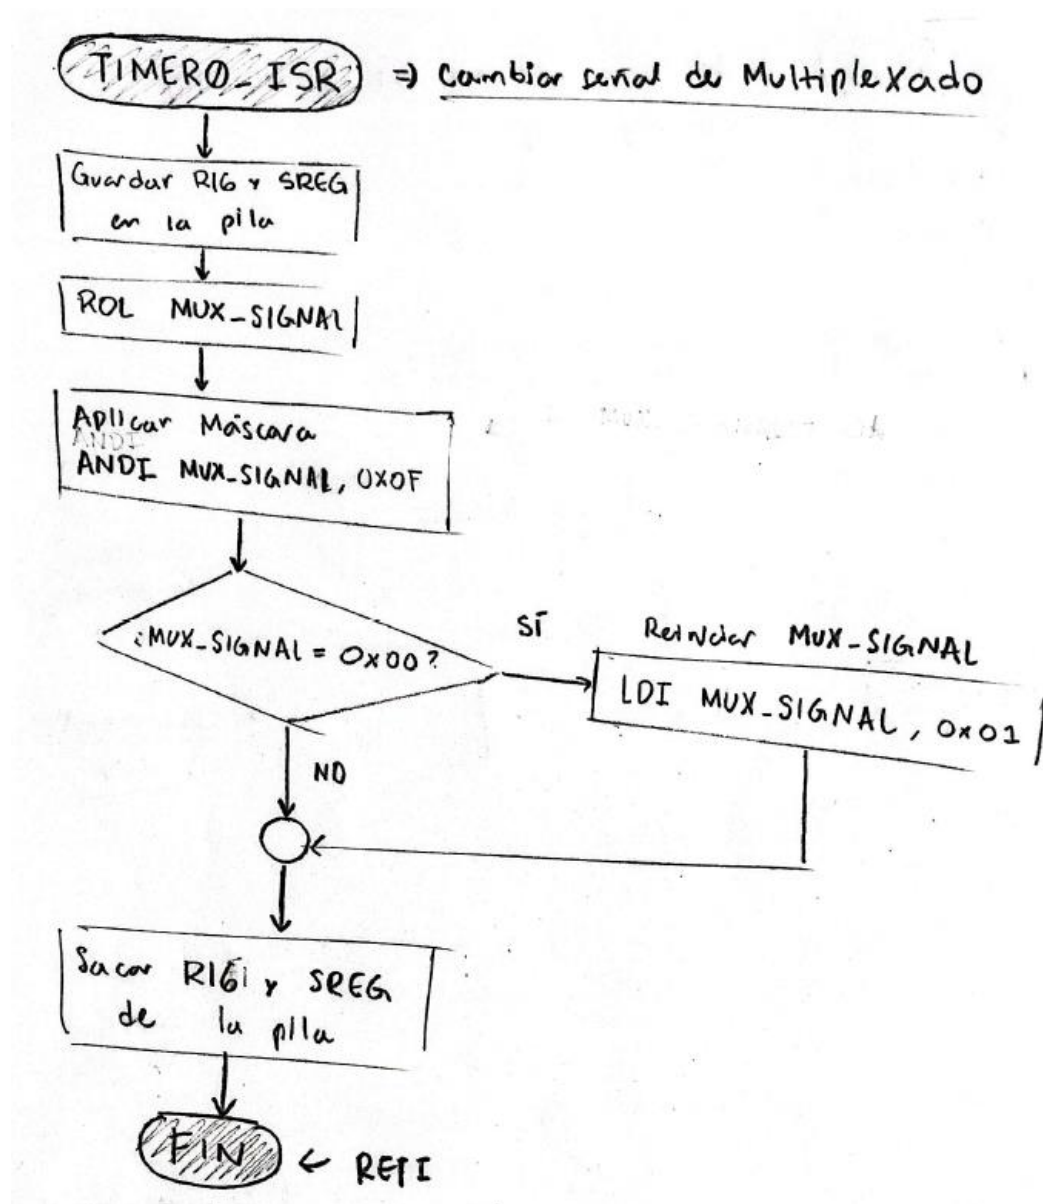 TIMER0_ISR ⇒ Cambiar señal de Multiplexado
Guardar R16 y SREG
en la pila
ROL MUX_SIGNAL
Aplicar Máscara
ANDI
ANDI MUX_SIGNAL, 0X0F
¿MUX_SIGNAL = 0x00?
SÍ
Reiniciar MUX_SIGNAL
LDI MUX_SIGNAL, 0x01
NO
Sacar R16 y SREG
de la pila
FIN ← RETI